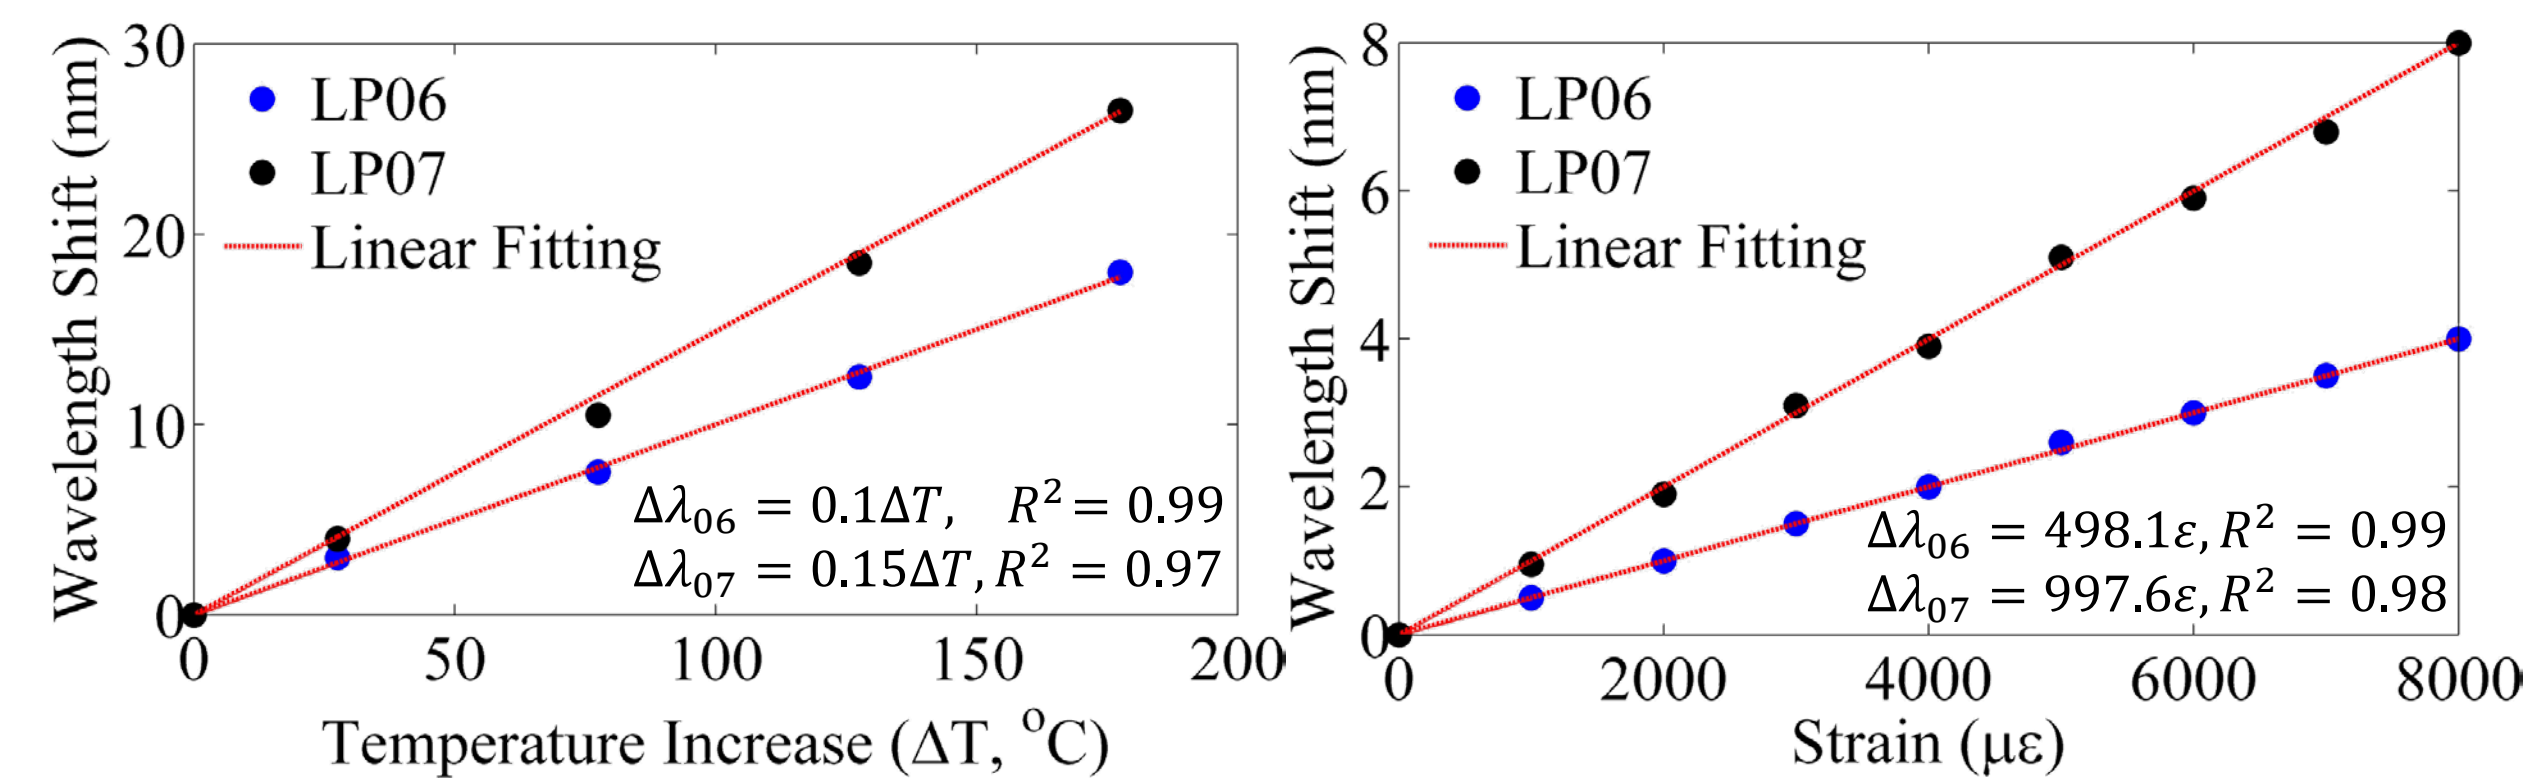 Wavelength Shift (nm)
30
20
10
0
LP06
LP07
Linear Fitting
Δλ06 = 0.1ΔT, R² = 0.99
Δλ07 = 0.15ΔT, R² = 0.97
0 50 100 150 200
Temperature Increase (ΔT, °C)
Wavelength Shift (nm)
8
6
4
2
0
LP06
LP07
Linear Fitting
Δλ06 = 498.1ε, R² = 0.99
Δλ07 = 997.6ε, R² = 0.98
0 2000 4000 6000 8000
Strain (με)